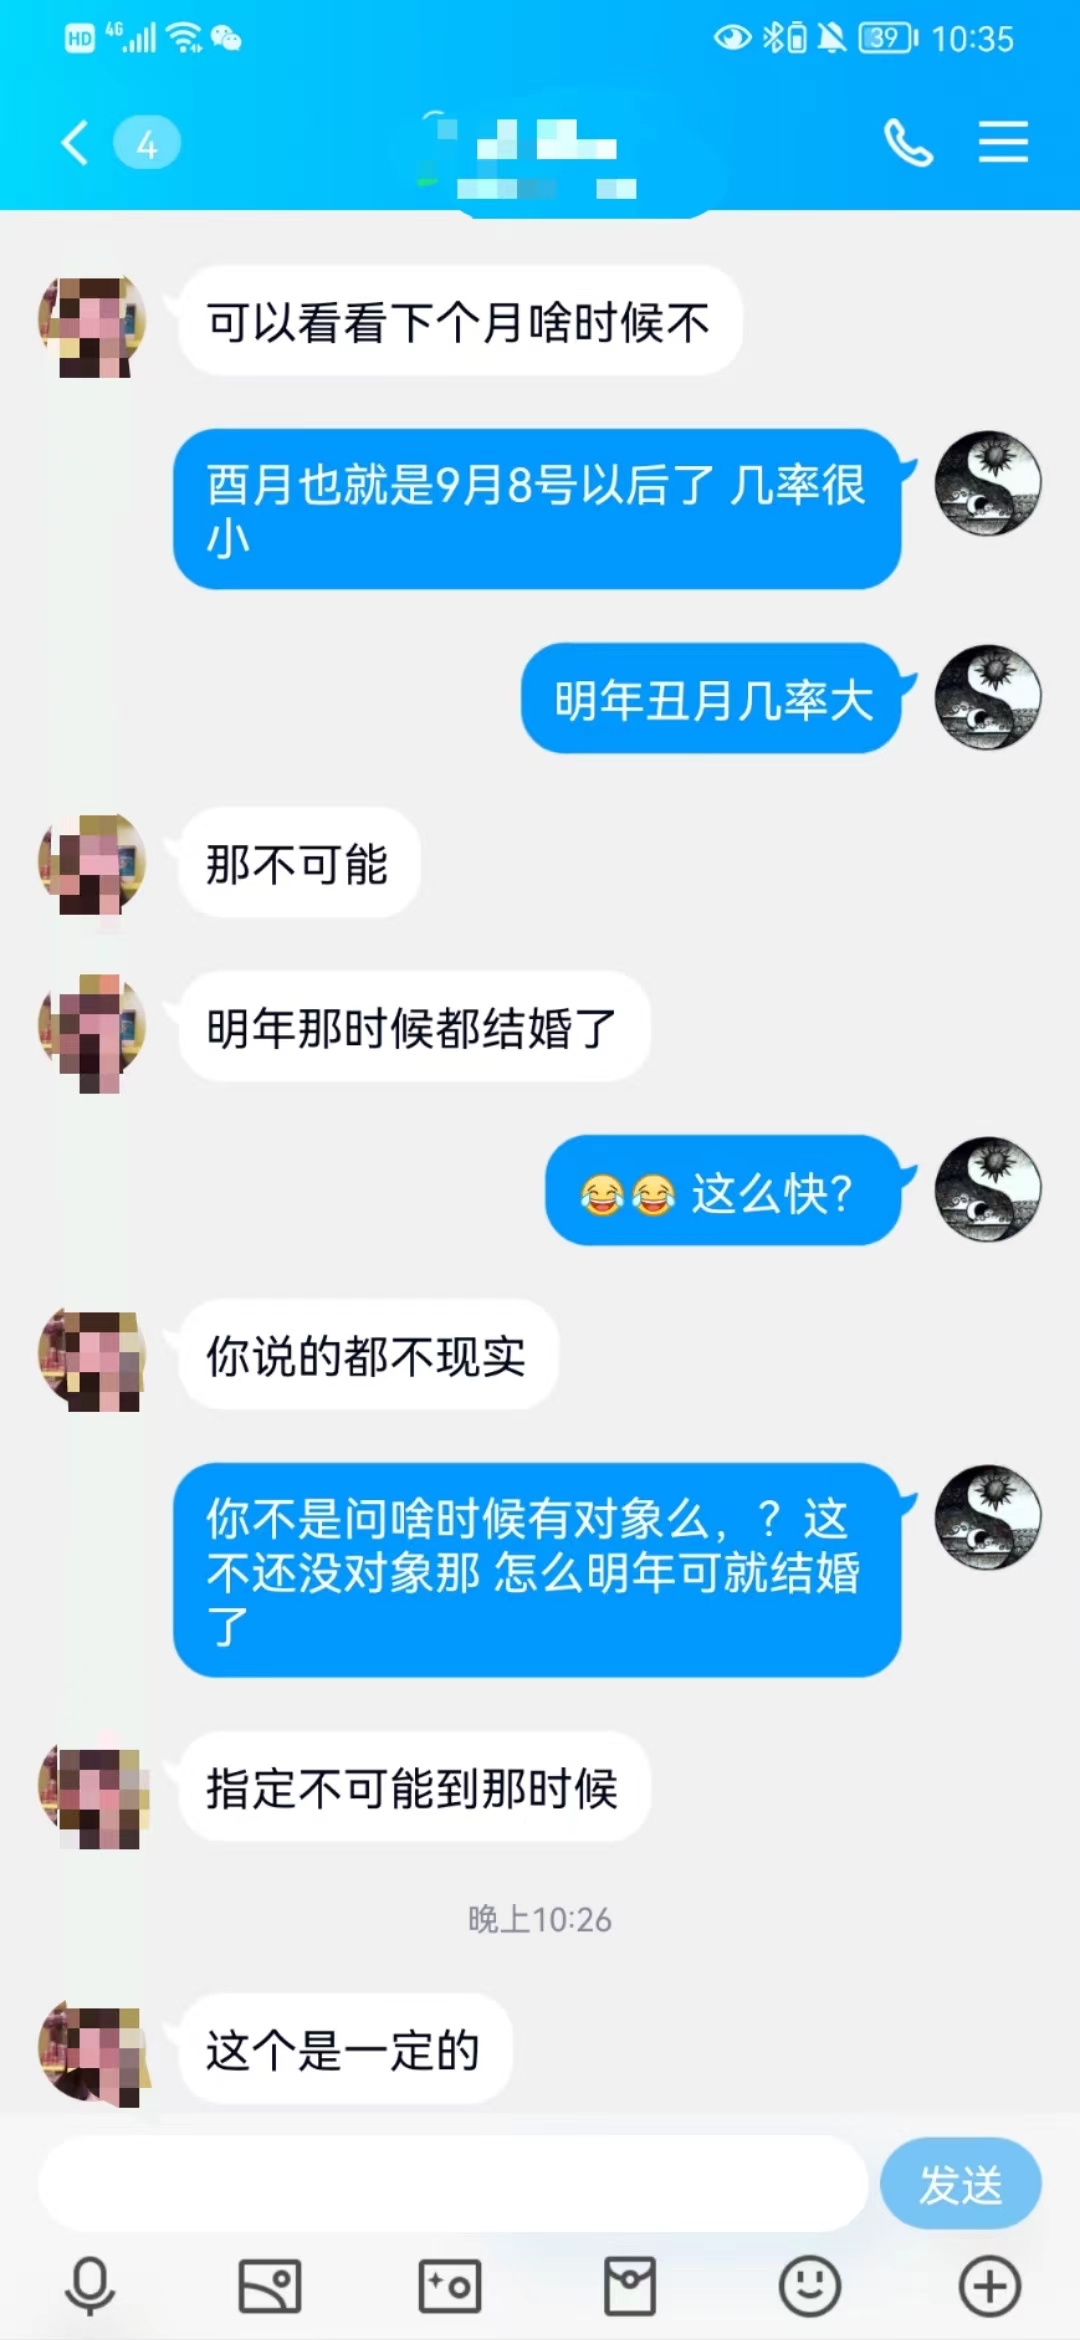 HD 4G 39 10:35
4
可以看看下个月啥时候不
酉月也就是9月8号以后了 几率很
小
明年丑月几率大
那不可能
明年那时候都结婚了
😂😂 这么快？
你说的都不现实
你不是问啥时候有对象么，？这
不还没对象那 怎么明年可就结婚
了
指定不可能到那时候
晚上10:26
这个是一定的
发送